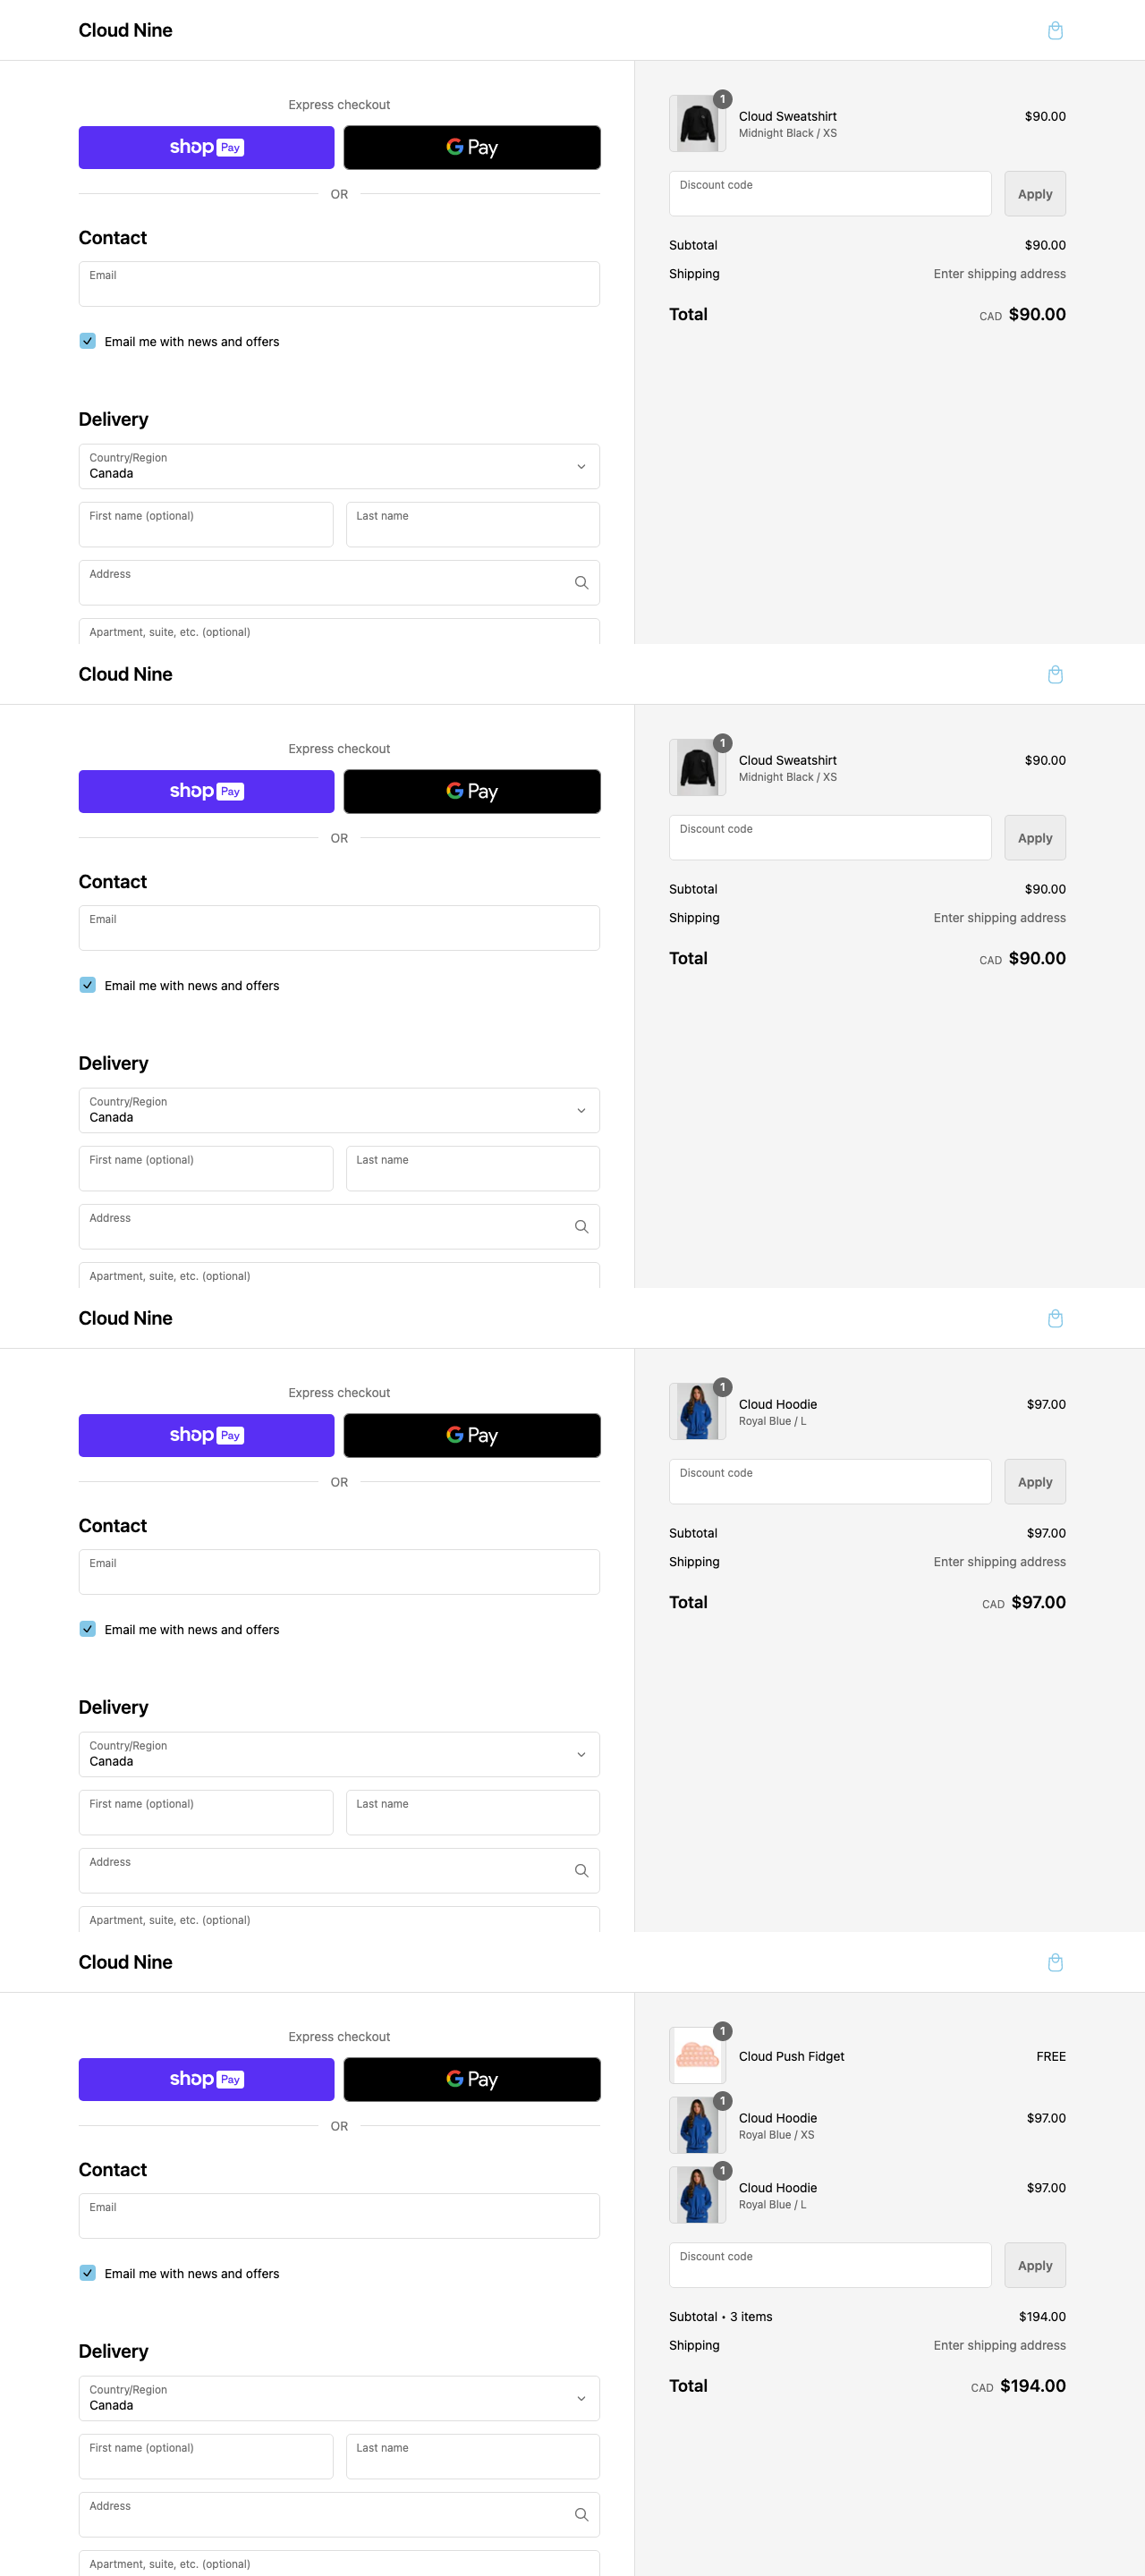 Cloud Nine
Express checkout
shop Pay
G Pay
OR
Contact
Email
Email me with news and offers
Delivery
Country/Region
Canada
First name (optional)
Last name
Address
Apartment, suite, etc. (optional)
1
Cloud Sweatshirt
$90.00
Midnight Black / XS
Discount code
Apply
Subtotal
$90.00
Shipping
Enter shipping address
Total
CAD $90.00
Cloud Nine
Express checkout
shop Pay
G Pay
OR
Contact
Email
Email me with news and offers
Delivery
Country/Region
Canada
First name (optional)
Last name
Address
Apartment, suite, etc. (optional)
1
Cloud Sweatshirt
$90.00
Midnight Black / XS
Discount code
Apply
Subtotal
$90.00
Shipping
Enter shipping address
Total
CAD $90.00
Cloud Nine
Express checkout
shop Pay
G Pay
OR
Contact
Email
Email me with news and offers
Delivery
Country/Region
Canada
First name (optional)
Last name
Address
Apartment, suite, etc. (optional)
1
Cloud Hoodie
$97.00
Royal Blue / L
Discount code
Apply
Subtotal
$97.00
Shipping
Enter shipping address
Total
CAD $97.00
Cloud Nine
Express checkout
shop Pay
G Pay
OR
Contact
Email
Email me with news and offers
Delivery
Country/Region
Canada
First name (optional)
Last name
Address
Apartment, suite, etc. (optional)
1
Cloud Push Fidget
FREE
1
Cloud Hoodie
$97.00
Royal Blue / XS
1
Cloud Hoodie
$97.00
Royal Blue / L
Discount code
Apply
Subtotal • 3 items
$194.00
Shipping
Enter shipping address
Total
CAD $194.00